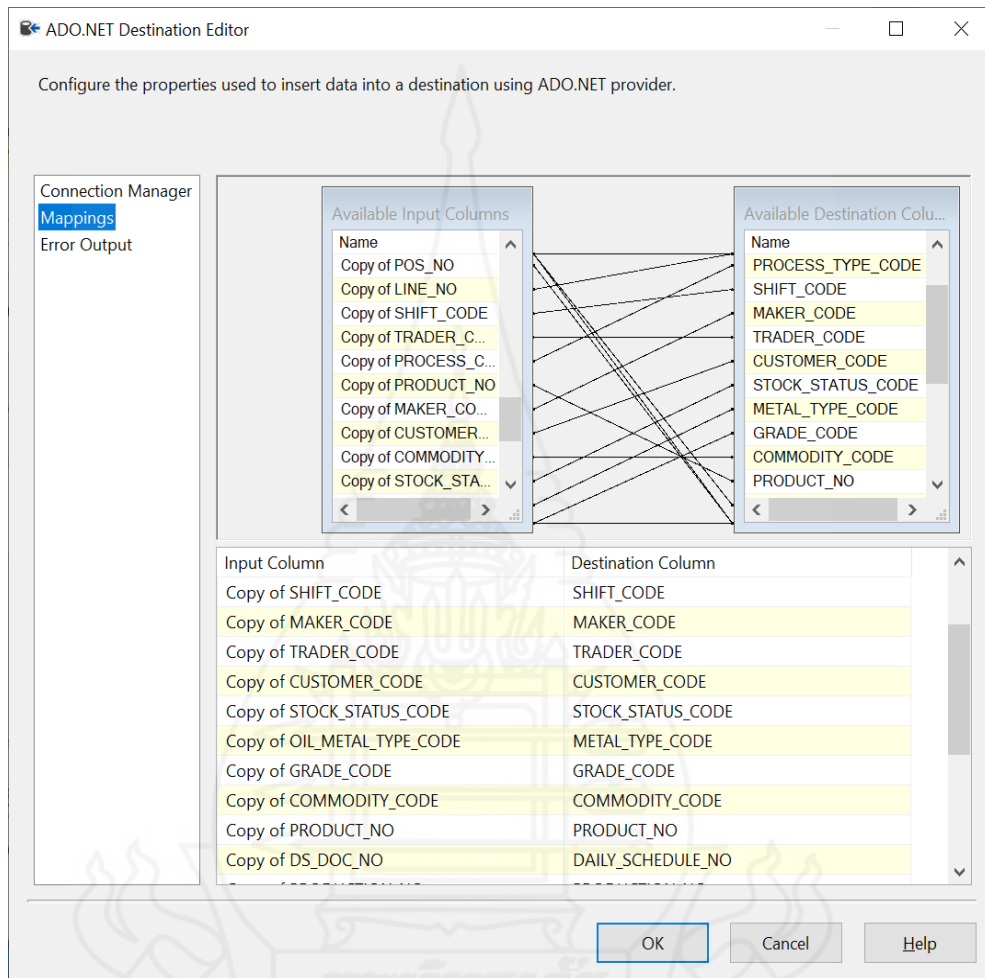 ADO.NET Destination Editor
Configure the properties used to insert data into a destination using ADO.NET provider.
Connection Manager
Mappings
Error Output
Available Input Columns
Name
Copy of POS_NO
Copy of LINE_NO
Copy of SHIFT_CODE
Copy of TRADER_C...
Copy of PROCESS_C...
Copy of PRODUCT_NO
Copy of MAKER_CO...
Copy of CUSTOMER...
Copy of COMMODITY...
Copy of STOCK_STA...
Available Destination Colu...
Name
PROCESS_TYPE_CODE
SHIFT_CODE
MAKER_CODE
TRADER_CODE
CUSTOMER_CODE
STOCK_STATUS_CODE
METAL_TYPE_CODE
GRADE_CODE
COMMODITY_CODE
PRODUCT_NO
Input Column Destination Column
Copy of SHIFT_CODE SHIFT_CODE
Copy of MAKER_CODE MAKER_CODE
Copy of TRADER_CODE TRADER_CODE
Copy of CUSTOMER_CODE CUSTOMER_CODE
Copy of STOCK_STATUS_CODE STOCK_STATUS_CODE
Copy of OIL_METAL_TYPE_CODE METAL_TYPE_CODE
Copy of GRADE_CODE GRADE_CODE
Copy of COMMODITY_CODE COMMODITY_CODE
Copy of PRODUCT_NO PRODUCT_NO
Copy of DS_DOC_NO DAILY_SCHEDULE_NO
OK Cancel Help